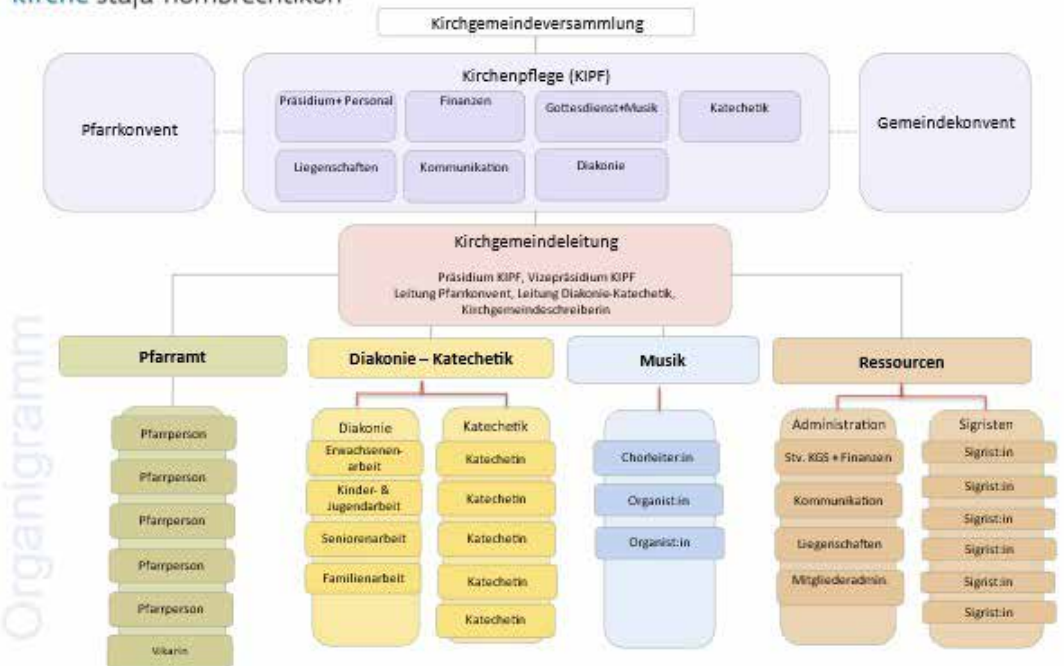 kirche stäfa-hombrechtikon
Kirchgemeindeversammlung
Kirchenpflege (KIPF)
Präsidium+ Personal
Finanzen
Gottesdienst+Musik
Katechetik
Liegenschaften
Kommunikation
Diakonie
Pfarrkonvent
Gemeindekonvent
Kirchgemeindeleitung
Präsidium KIPF, Vizepräsidium KIPF
Leitung Pfarrkonvent, Leitung Diakonie-Katechetik,
Kirchgemeindeschreiberin
Organigramm
Pfarramt
Pfarrperson
Pfarrperson
Pfarrperson
Pfarrperson
Pfarrperson
Vikarin
Diakonie – Katechetik
Diakonie
Erwachsenen-
arbeit
Kinder- &
Jugendarbeit
Seniorenarbeit
Familienarbeit
Katechetik
Katechetin
Katechetin
Katechetin
Katechetin
Katechetin
Musik
Chorleiter:in
Organist:in
Organist:in
Ressourcen
Administration
Stv. KGS + Finanzen
Kommunikation
Liegenschaften
Mitgliederadmin
Sigristen
Sigrist:in
Sigrist:in
Sigrist:in
Sigrist:in
Sigrist:in
Sigrist:in